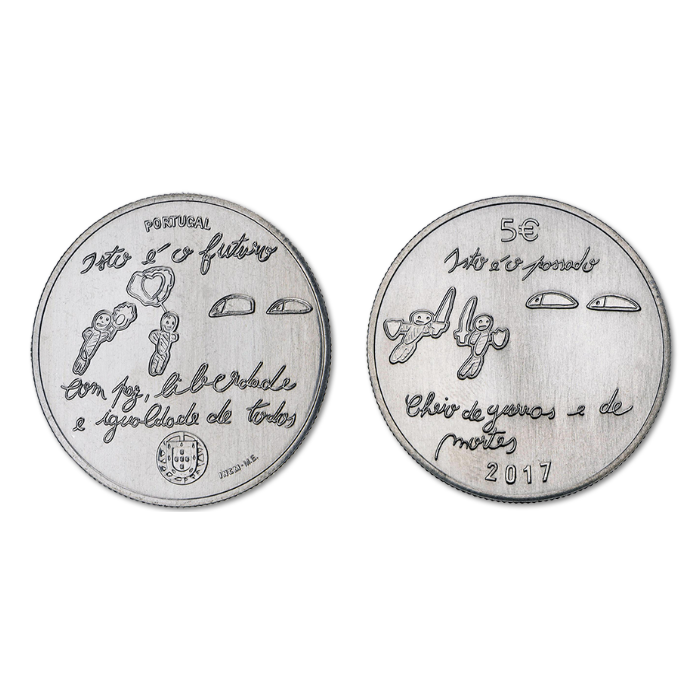 PORTUGAL
Isto é o futuro
com paz, liberdade
e igualdade de todos
INCM - M.E.
5€
Isto é o passado
Cheio de guerras e de
mortes
2017